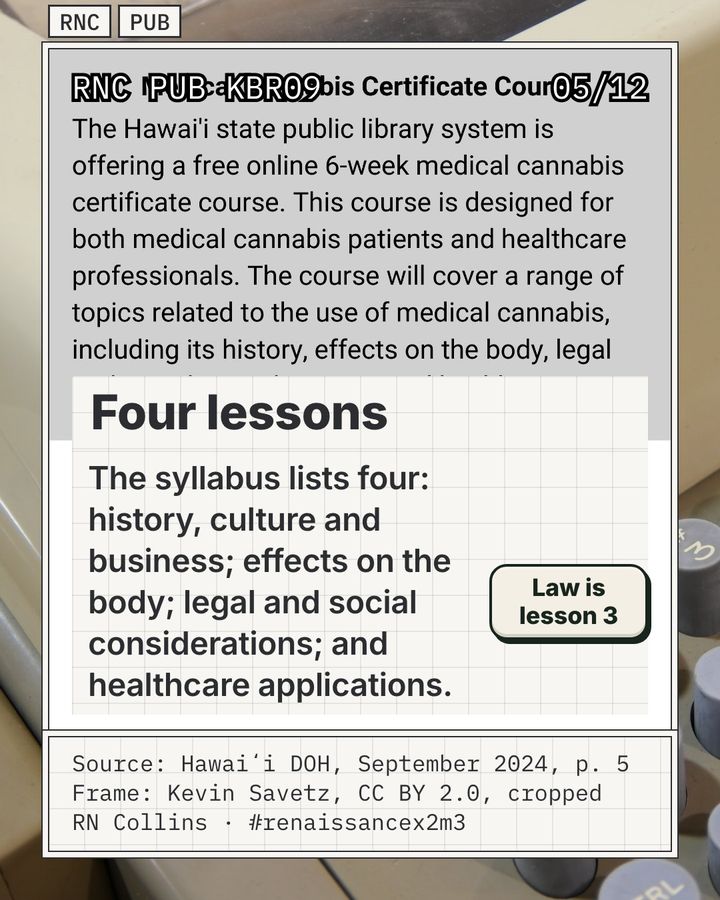 RNC PUB
RNC PUB KBR09 bis Certificate Cour 05/12
The Hawai'i state public library system is
offering a free online 6-week medical cannabis
certificate course. This course is designed for
both medical cannabis patients and healthcare
professionals. The course will cover a range of
topics related to the use of medical cannabis,
including its history, effects on the body, legal
Four lessons
The syllabus lists four:
history, culture and
business; effects on the
body; legal and social
considerations; and
healthcare applications.
Law is
lesson 3
Source: Hawaiʻi DOH, September 2024, p. 5
Frame: Kevin Savetz, CC BY 2.0, cropped
RN Collins · #renaissancex2m3